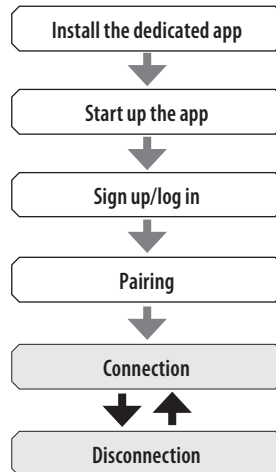 Install the dedicated app
Start up the app
Sign up/log in
Pairing
Connection
Disconnection